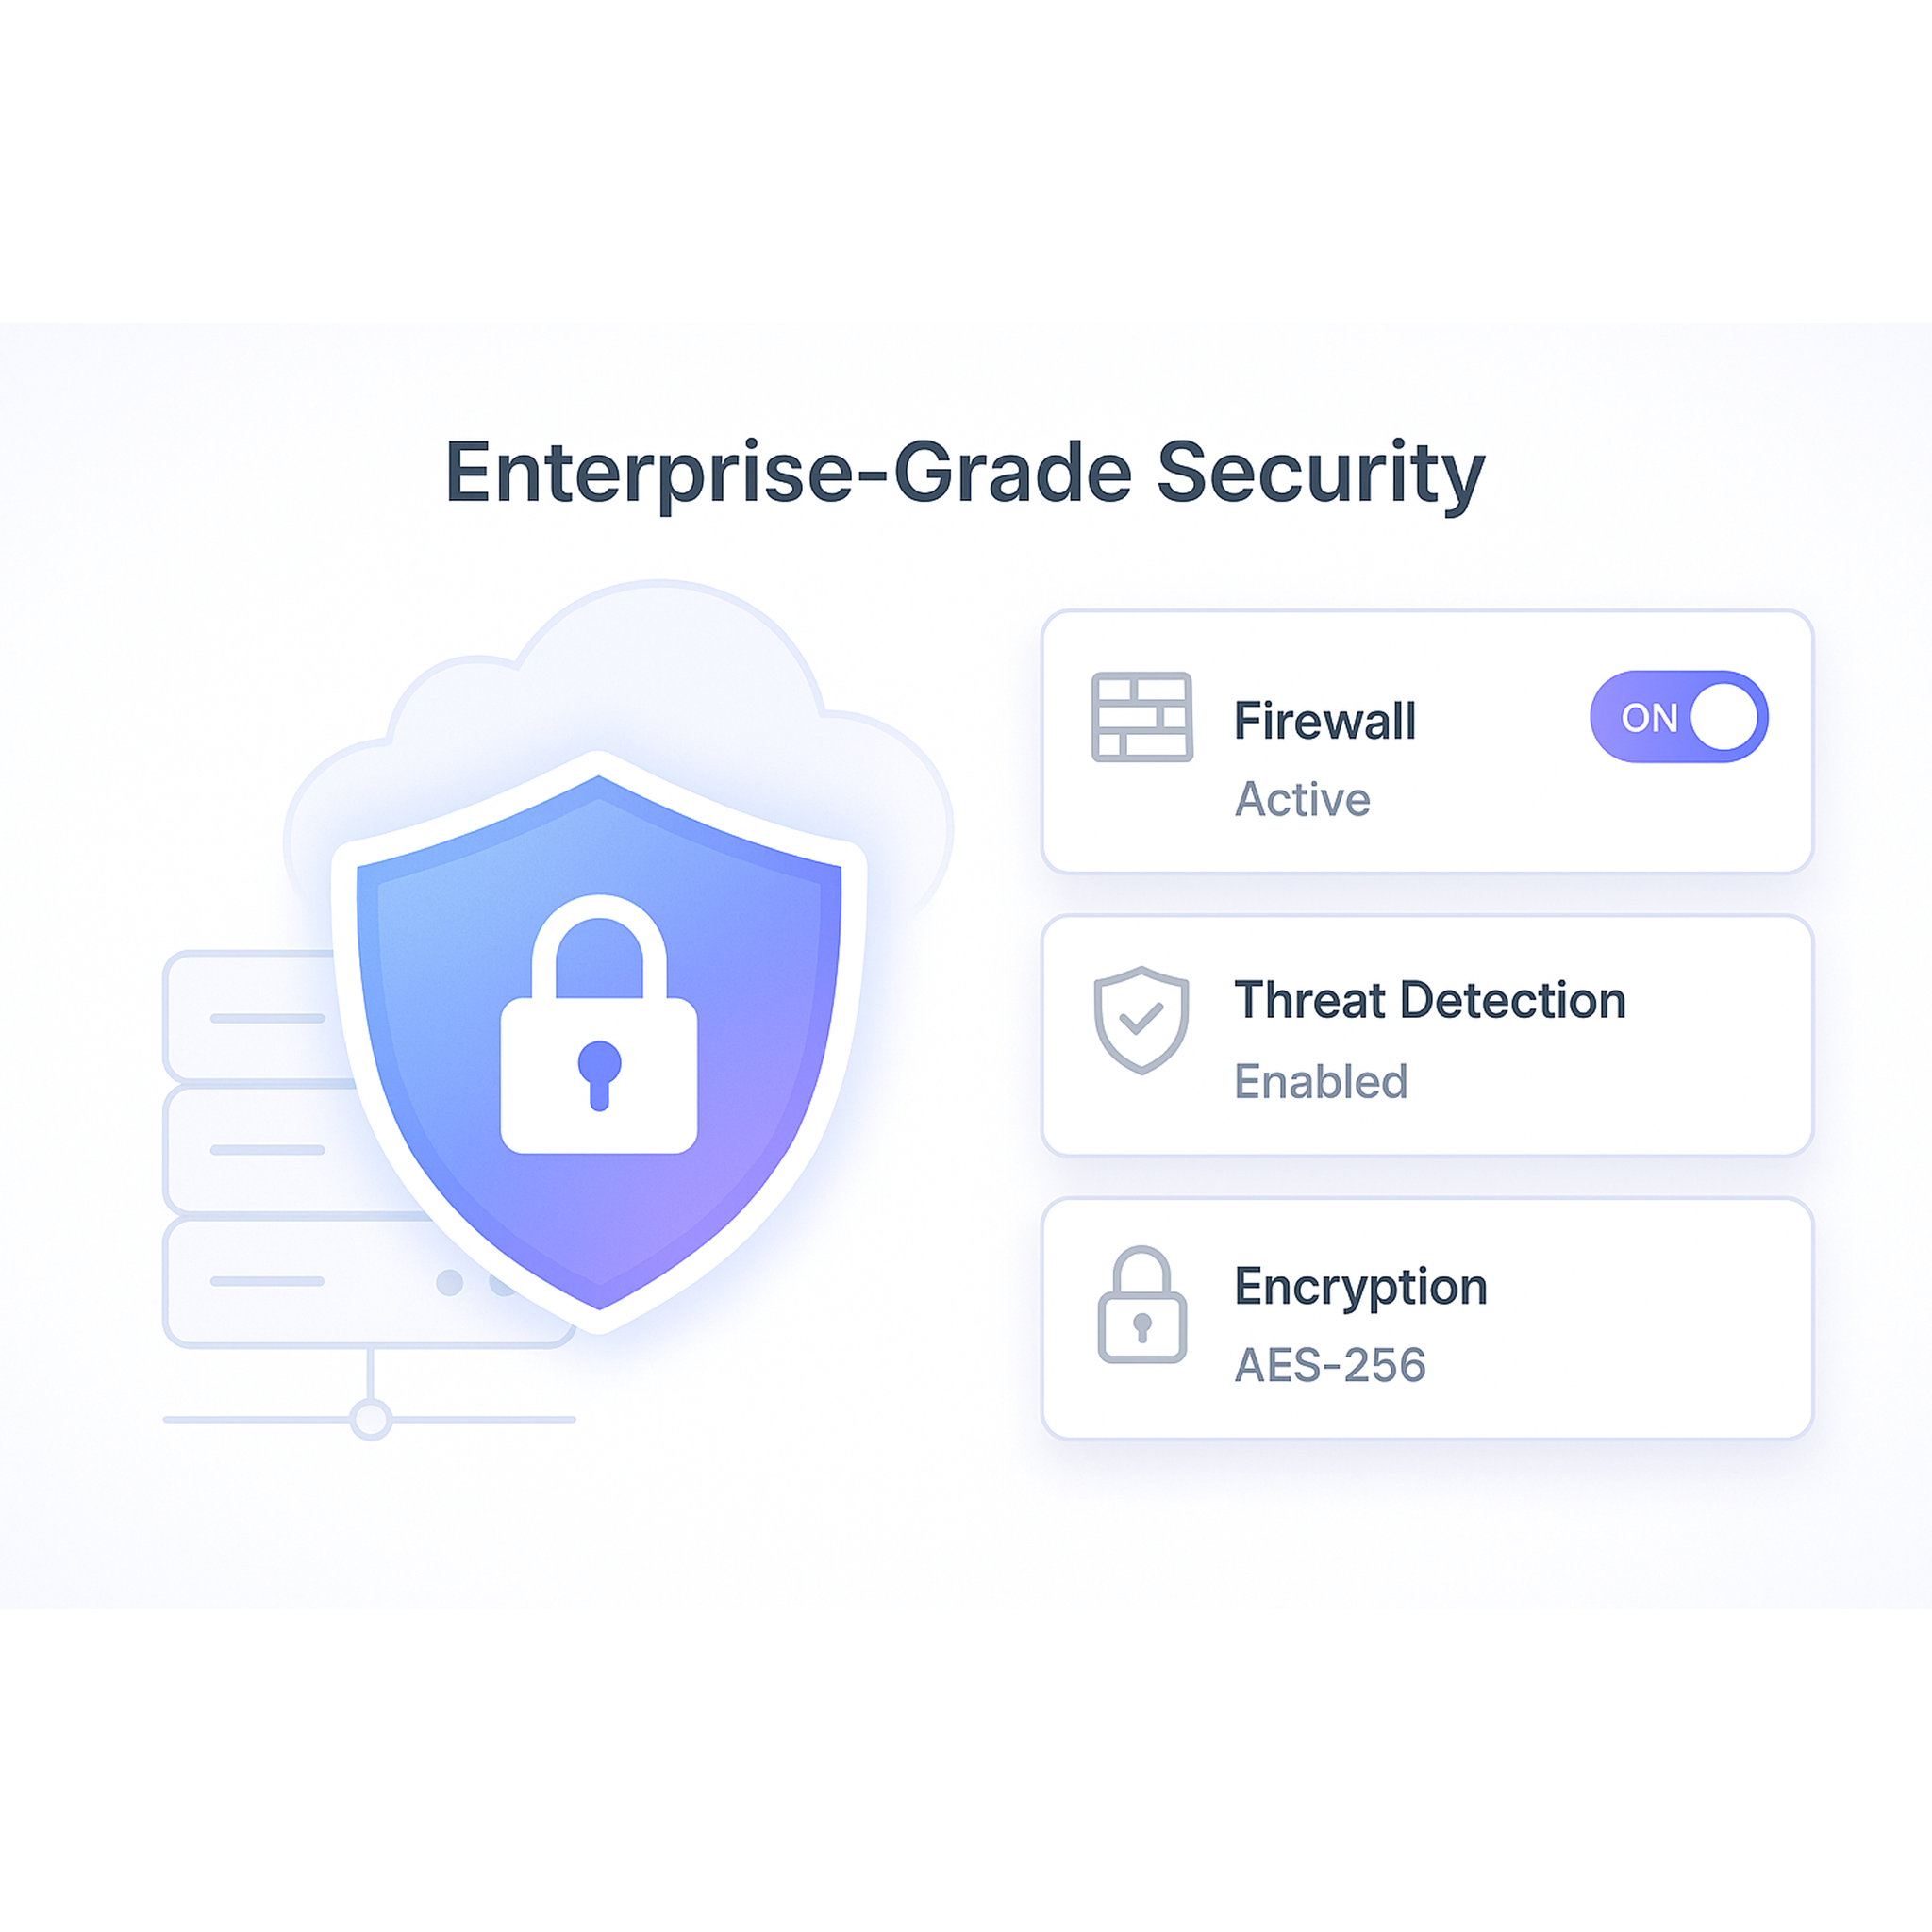 Enterprise-Grade Security
Firewall
ON
Active
Threat Detection
Enabled
Encryption
AES-256